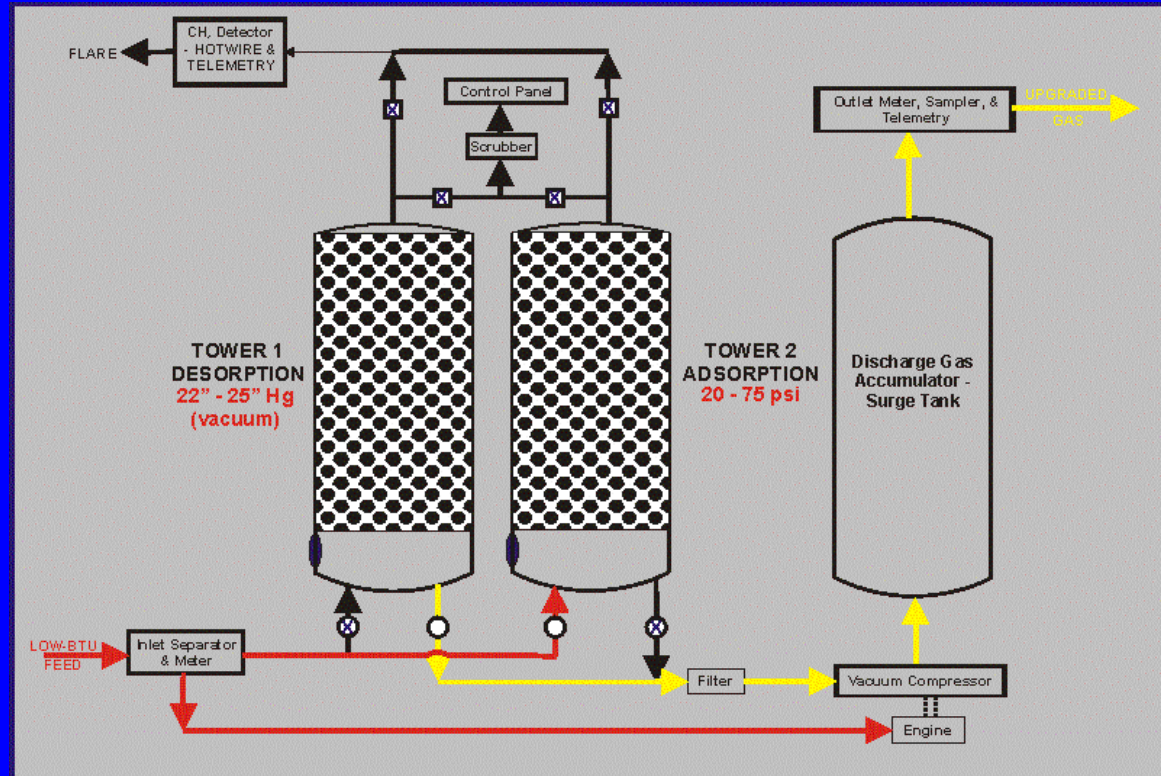 FLARE
CH, Detector
- HOTWIRE &
TELEMETRY
Control Panel
Scrubber
Outlet Meter, Sampler, &
Telemetry
UPGRADED
GAS
TOWER 1
DESORPTION
22" - 25" Hg
(vacuum)
TOWER 2
ADSORPTION
20 - 75 psi
Discharge Gas
Accumulator -
Surge Tank
LOW-BTU
FEED
Inlet Separator
& Meter
Filter
Vacuum Compressor
Engine